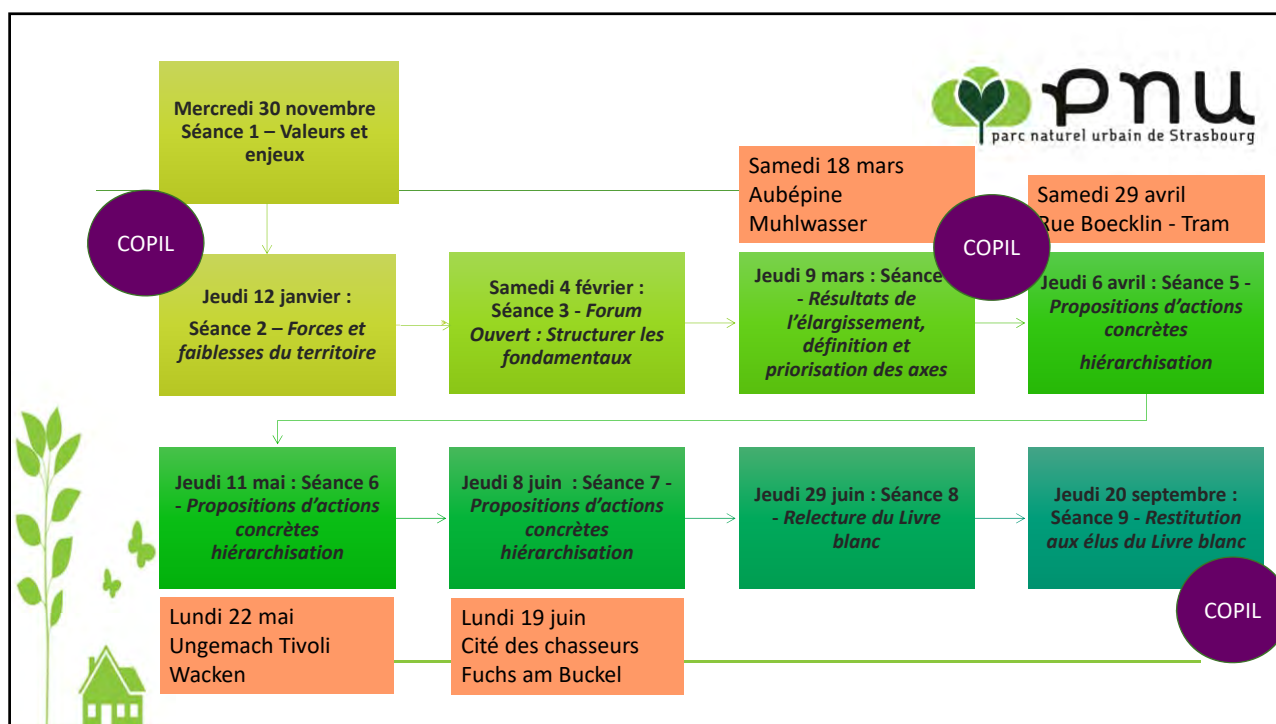 Mercredi 30 novembre
Séance 1 – Valeurs et
enjeux
pnu
parc naturel urbain de Strasbourg
Samedi 18 mars
Aubépine
Muhlwasser
Samedi 29 avril
Rue Boecklin - Tram
COPIL
COPIL
Jeudi 12 janvier :
Séance 2 – Forces et
faiblesses du territoire
Samedi 4 février :
Séance 3 - Forum
Ouvert : Structurer les
fondamentaux
Jeudi 9 mars : Séance
- Résultats de
l’élargissement,
définition et
priorisation des axes
Jeudi 6 avril : Séance 5 -
Propositions d’actions
concrètes
hiérarchisation
Jeudi 11 mai : Séance 6
- Propositions d’actions
concrètes
hiérarchisation
Jeudi 8 juin : Séance 7 -
Propositions d’actions
concrètes
hiérarchisation
Jeudi 29 juin : Séance 8
- Relecture du Livre
blanc
Jeudi 20 septembre :
Séance 9 - Restitution
aux élus du Livre blanc
COPIL
Lundi 22 mai
Ungemach Tivoli
Wacken
Lundi 19 juin
Cité des chasseurs
Fuchs am Buckel